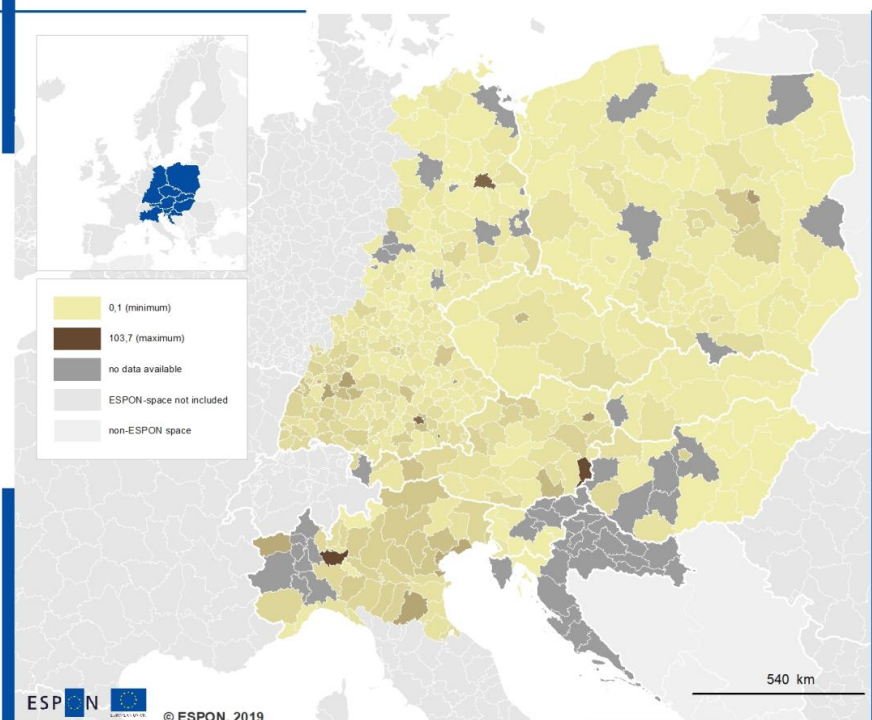 0,1 (minimum)
103,7 (maximum)
no data available
ESPON-space not included
non-ESPON space
540 km
ESPON
© ESPON, 2019